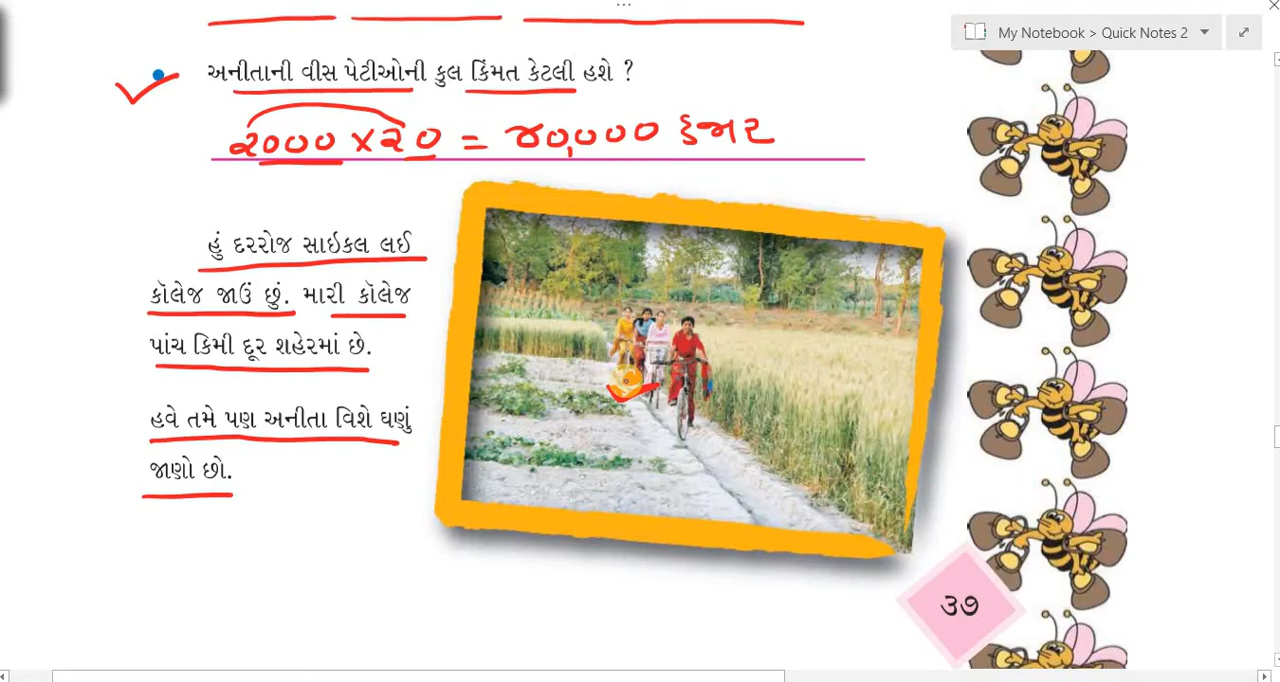 My Notebook > Quick Notes 2
અનીતાની વીસ પેટીઓની કુલ કિંમત કેટલી હશે ?
૨૦૦૦ × ૨૦ = ૪૦,૦૦૦ હજાર
હું દરરોજ સાઇકલ લઈ
કૉલેજ જાઉં છું. મારી કૉલેજ
પાંચ કિમી દૂર શહેરમાં છે.
હવે તમે પણ અનીતા વિશે ઘણું
જાણો છો.
૩૭